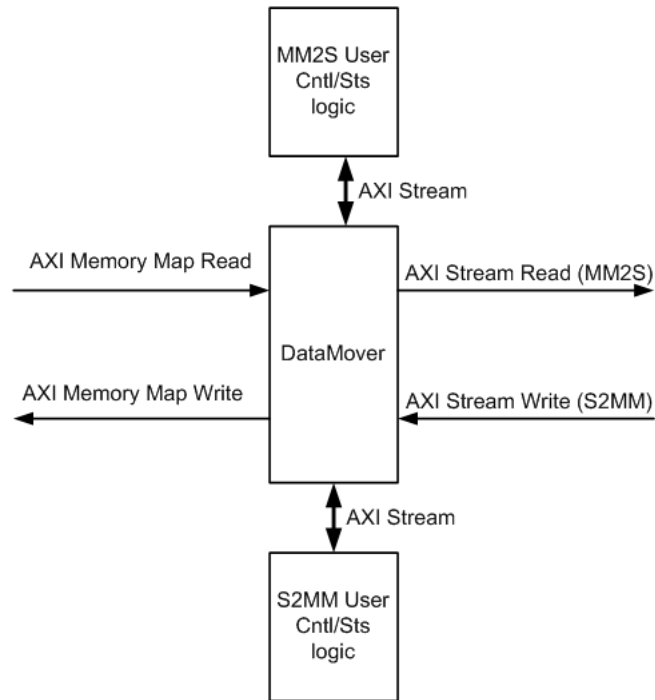 MM2S User
Cntl/Sts
logic
AXI Stream
AXI Memory Map Read
AXI Stream Read (MM2S)
DataMover
AXI Memory Map Write
AXI Stream Write (S2MM)
AXI Stream
S2MM User
Cntl/Sts
logic